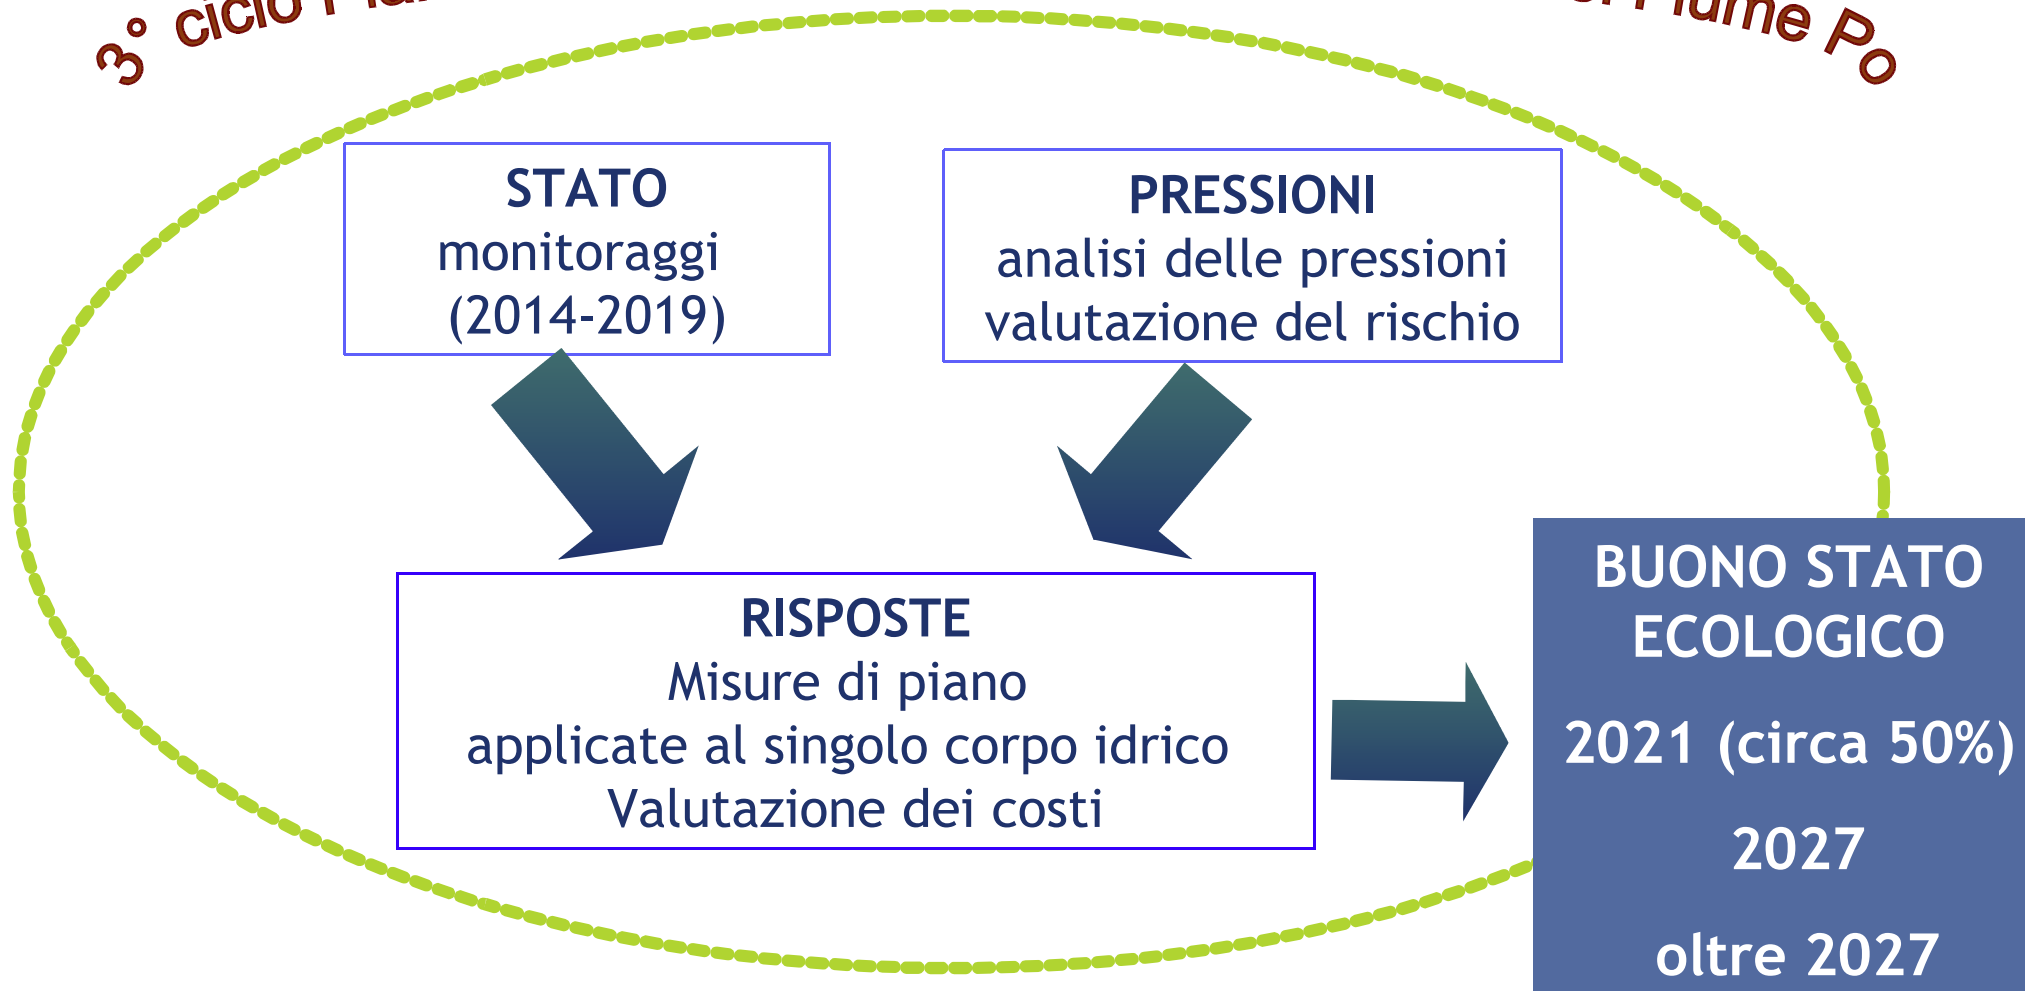 3° ciclo
Fiume Po
STATO
monitoraggi
(2014-2019)
PRESSIONI
analisi delle pressioni
valutazione del rischio
RISPOSTE
Misure di piano
applicate al singolo corpo idrico
Valutazione dei costi
BUONO STATO
ECOLOGICO
2021 (circa 50%)
2027
oltre 2027